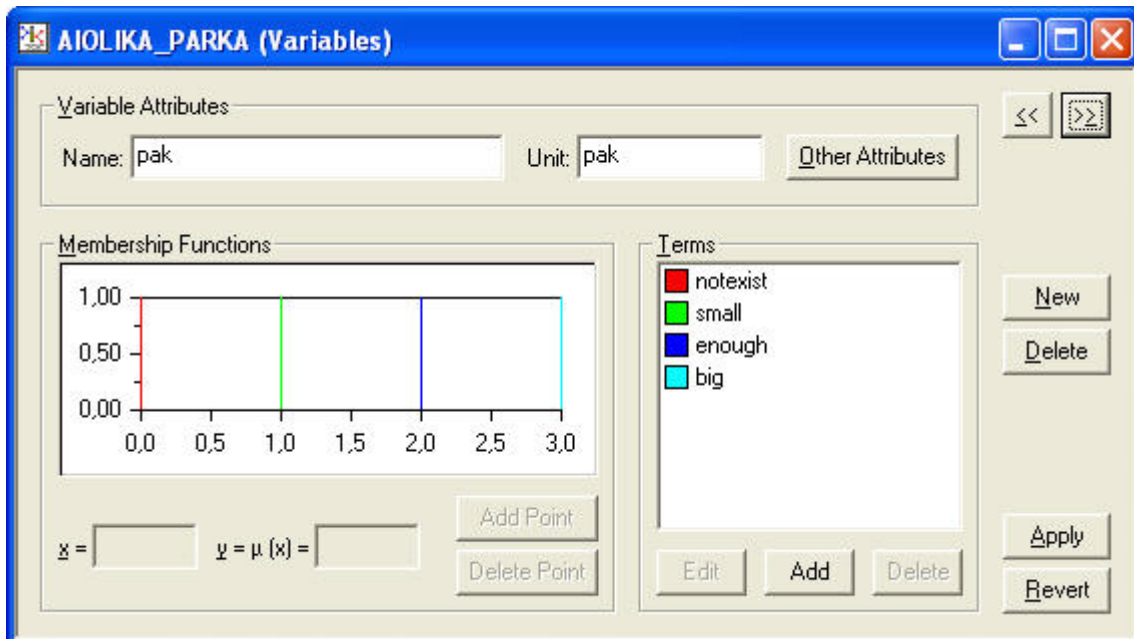 AIOLIKA_PARKA (Variables)
Variable Attributes
<< >>
Name: pak Unit: pak Other Attributes
Membership Functions
1,00
0,50
0,00
0,0 0,5 1,0 1,5 2,0 2,5 3,0
x = y = μ (x) =
Add Point
Delete Point
Terms
notexist
small
enough
big
Edit Add Delete
New
Delete
Apply
Revert